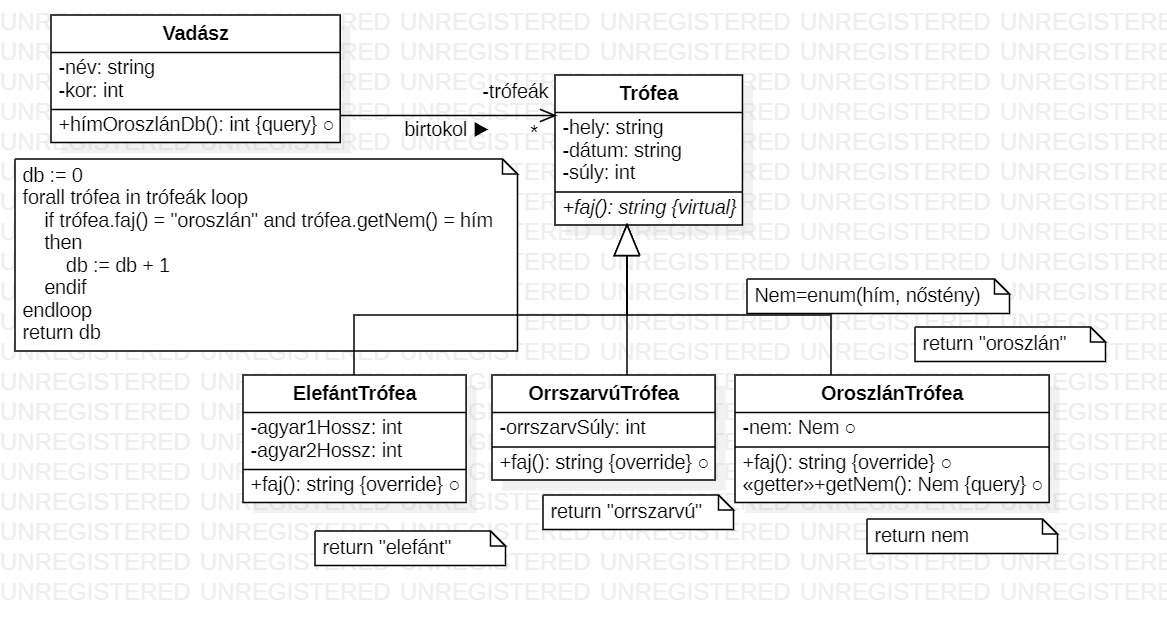 Vadász
-név: string
-kor: int
+hímOroszlánDb(): int {query} ○
-trófeák
birtokol ▶
*
Trófea
-hely: string
-dátum: string
-súly: int
+faj(): string {virtual}
db := 0
forall trófea in trófeák loop
if trófea.faj() = "oroszlán" and trófea.getNem() = hím
then
db := db + 1
endif
endloop
return db
Nem=enum(hím, nőstény)
return "oroszlán"
ElefántTrófea
-agyar1Hossz: int
-agyar2Hossz: int
+faj(): string {override} ○
return "elefánt"
OrrszarvúTrófea
-orrszarvSúly: int
+faj(): string {override} ○
return "orrszarvú"
OroszlánTrófea
-nem: Nem ○
+faj(): string {override} ○
«getter»+getNem(): Nem {query} ○
return nem
UNREGISTERED